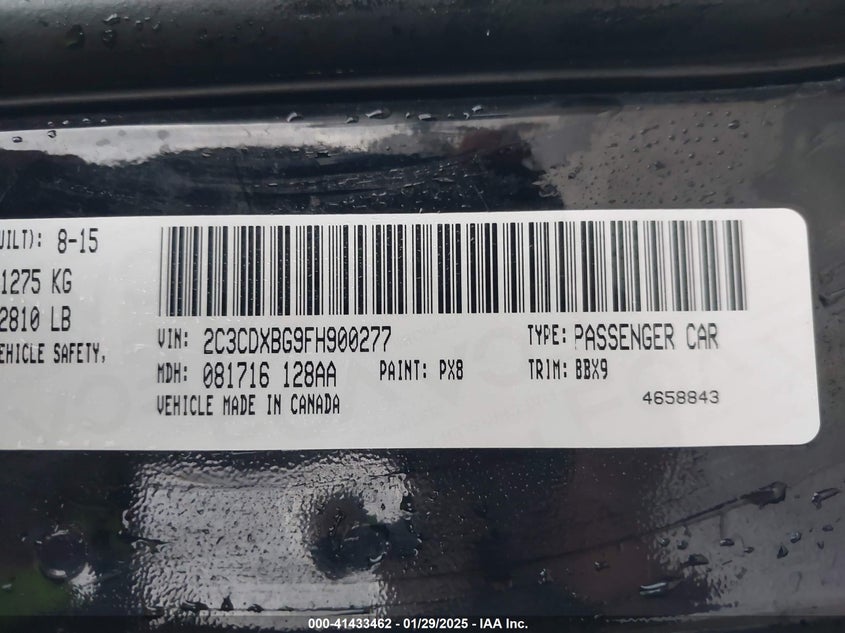 UILT): 8-15
1275 KG
2810 LB
EHICLE SAFETY,
VIN: 2C3CDXBG9FH900277 TYPE: PASSENGER CAR
MDH: 081716 128AA PAINT: PX8 TRIM: BBX9
VEHICLE MADE IN CANADA 4658843
000-41433462 - 01/29/2025 - IAA Inc.